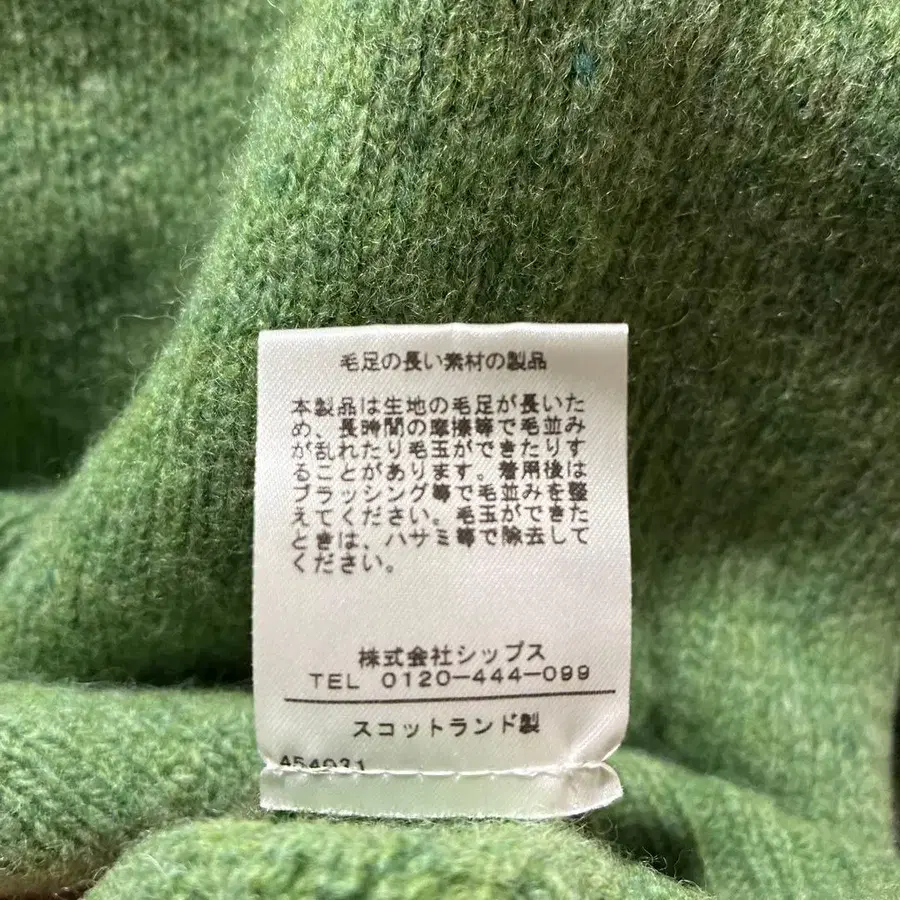 毛足の長い素材の製品
本製品は生地の毛足が長いた
め、長時間の摩擦等で毛並み
が乱れたり毛玉ができたりす
ることがあります。着用後は
ブラッシング等で毛並みを整
えてください。毛玉ができた
ときは、ハサミ等で除去して
ください。
株式会社シップス
TEL 0120-444-099
スコットランド製
A54031